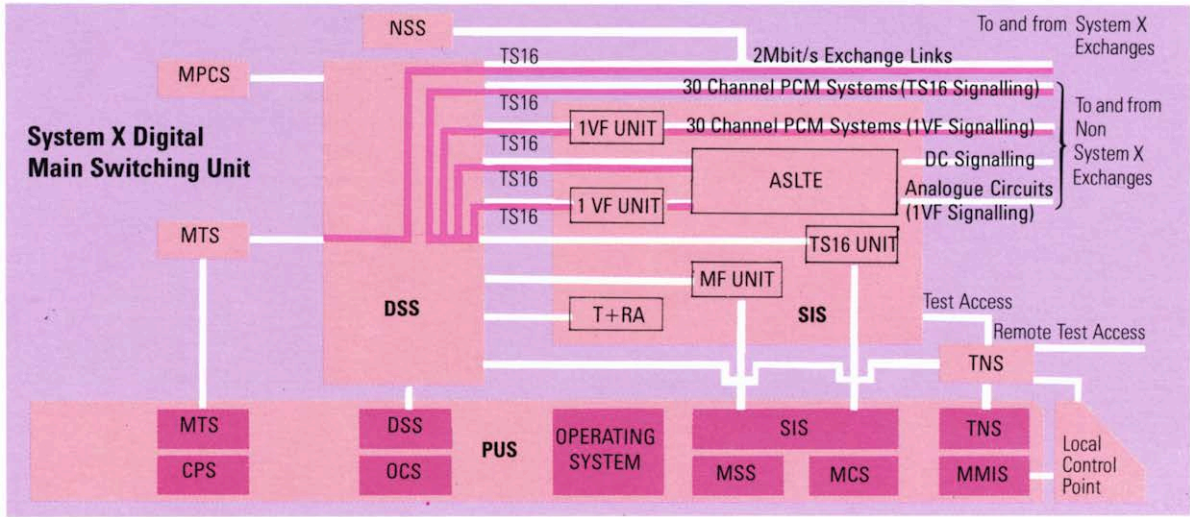 NSS
To and from System X
Exchanges
TS16
2Mbit/s Exchange Links
MPCS
30 Channel PCM Systems (TS16 Signalling)
TS16
System X Digital
Main Switching Unit
1VF UNIT
30 Channel PCM Systems (1VF Signalling)
To and from
Non
System X
Exchanges
TS16
DC Signalling
ASLTE
TS16
Analogue Circuits
(1VF Signalling)
1 VF UNIT
TS16
MTS
TS16 UNIT
MF UNIT
DSS
T+RA
SIS
Test Access
Remote Test Access
TNS
MTS
DSS
OPERATING
SYSTEM
SIS
TNS
PUS
CPS
OCS
MSS
MCS
MMIS
Local
Control
Point